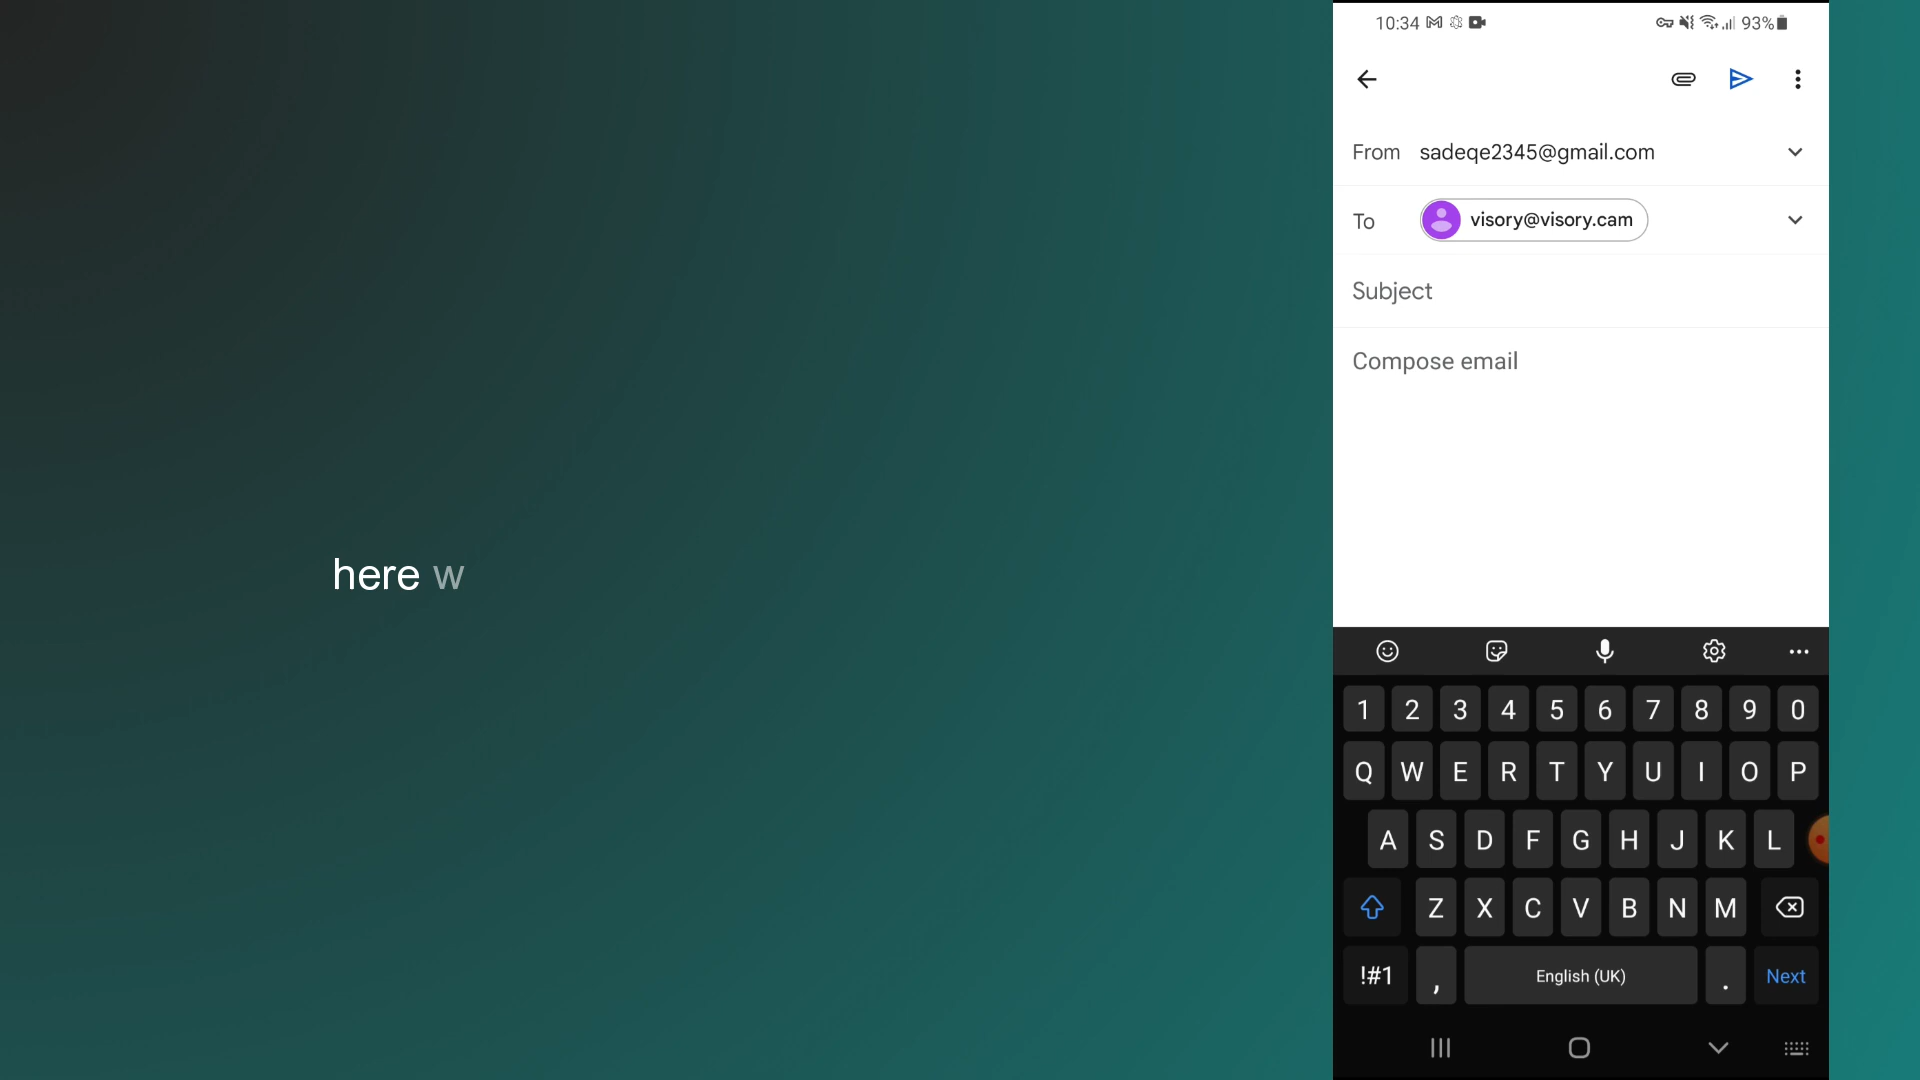 here w
10:34
93%
From sadeqe2345@gmail.com
To visory@visory.cam
Subject
Compose email
1 2 3 4 5 6 7 8 9 0
Q W E R T Y U I O P
A S D F G H J K L
Z X C V B N M
!#1 , English (UK) . Next